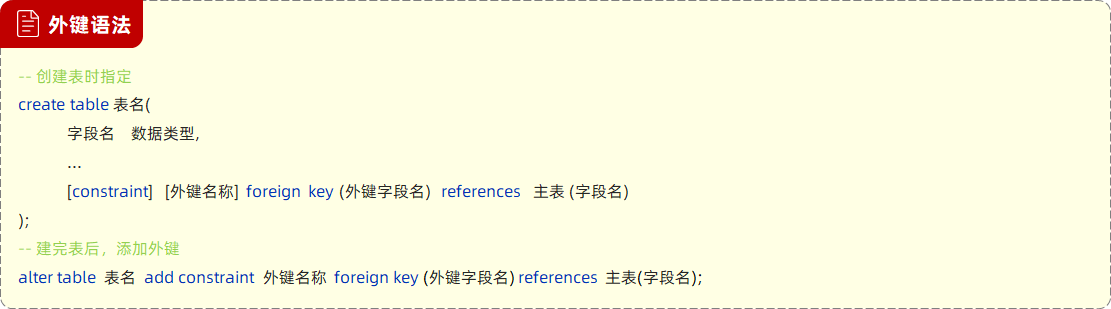 外键语法
-- 创建表时指定
create table 表名(
字段名 数据类型,
...
[constraint] [外键名称] foreign key (外键字段名) references 主表 (字段名)
);
-- 建完表后，添加外键
alter table 表名 add constraint 外键名称 foreign key (外键字段名) references 主表(字段名);